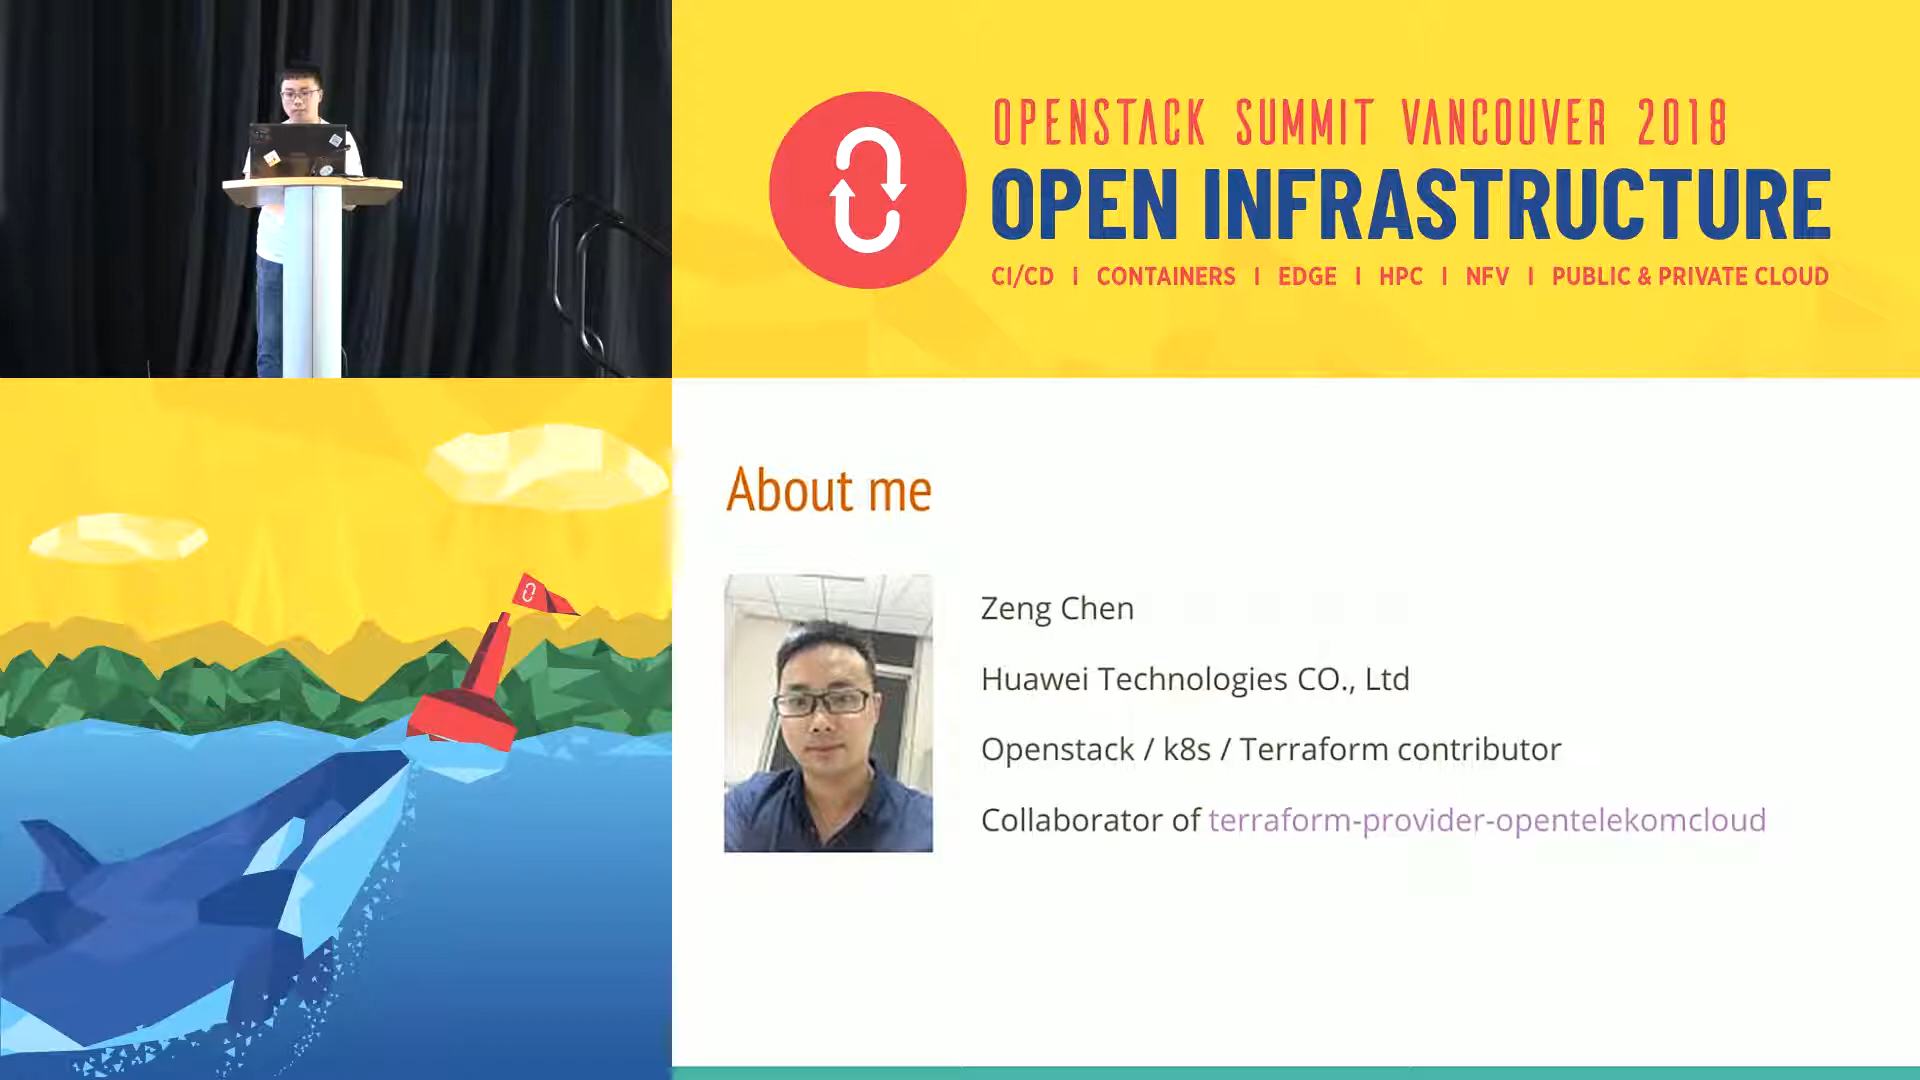 OPENSTACK SUMMIT VANCOUVER 2018
OPEN INFRASTRUCTURE
CI/CD | CONTAINERS | EDGE | HPC | NFV | PUBLIC & PRIVATE CLOUD
About me
Zeng Chen
Huawei Technologies CO., Ltd
Openstack / k8s / Terraform contributor
Collaborator of terraform-provider-opentelekomcloud